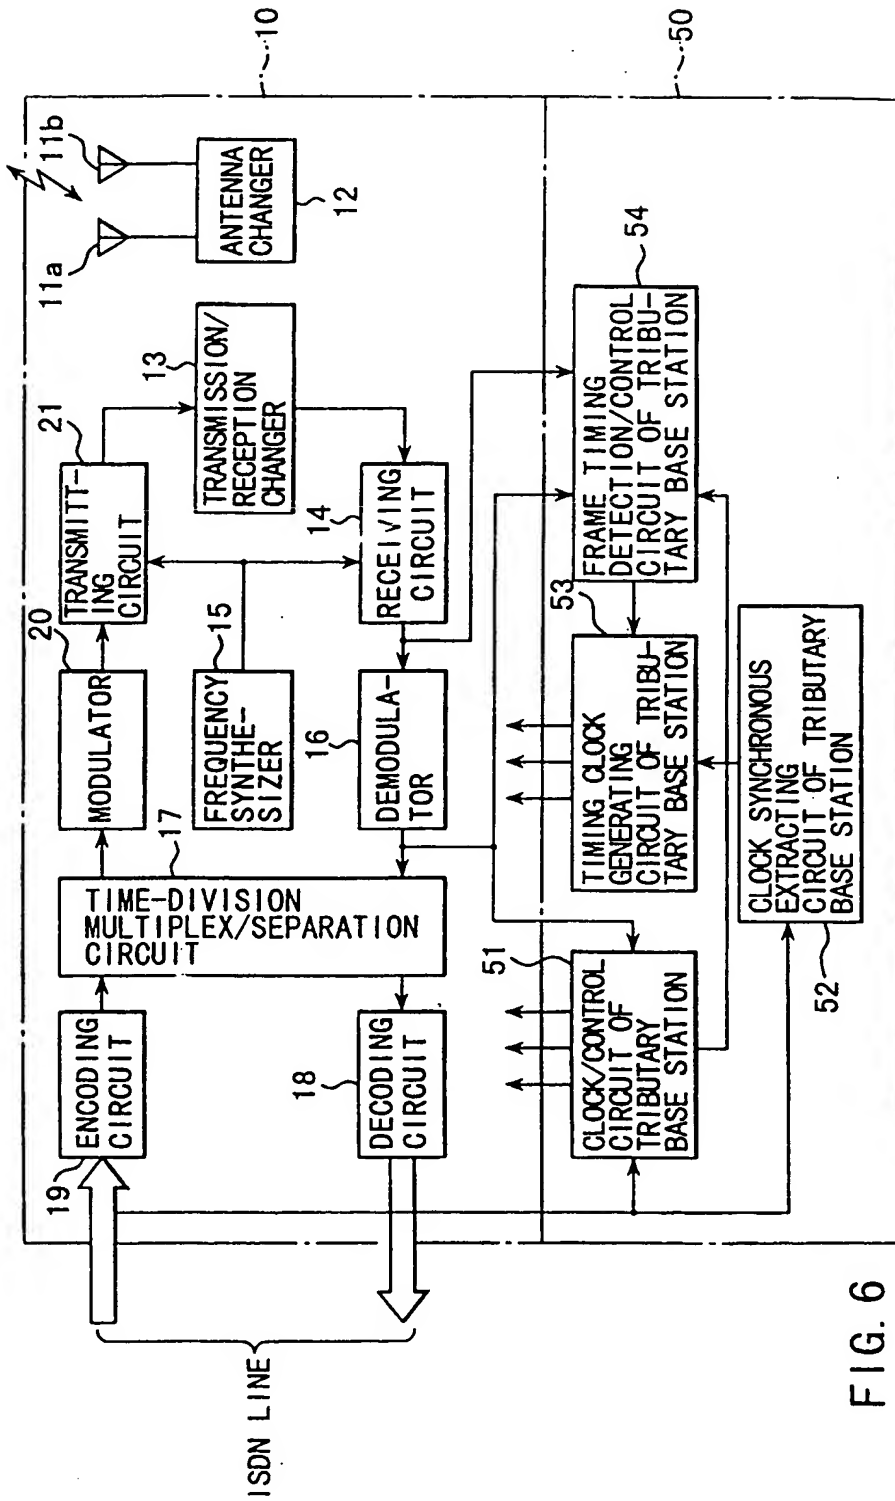 ISDN LINE
19
ENCODING
CIRCUIT
17
TIME-DIVISION
MULTIPLEX/SEPARATION
CIRCUIT
20
MODULATOR
21
TRANSMITT-
ING
CIRCUIT
11a
11b
10
ANTENNA
CHANGER
12
13
TRANSMISSION/
RECEPTION
CHANGER
15
FREQUENCY
SYNTHE-
SIZER
18
DECODING
CIRCUIT
16
DEMODULA-
TOR
14
RECEIVING
CIRCUIT
51
CLOCK/CONTROL
CIRCUIT OF
TRIBUTARY
BASE STATION
53
TIMING CLOCK
GENERATING
CIRCUIT OF TRIBU-
TARY BASE STATION
54
FRAME TIMING
DETECTION/CONTROL
CIRCUIT OF TRIBU-
TARY BASE STATION
50
52
CLOCK SYNCHRONOUS
EXTRACTING
CIRCUIT OF TRIBUTARY
BASE STATION
FIG. 6